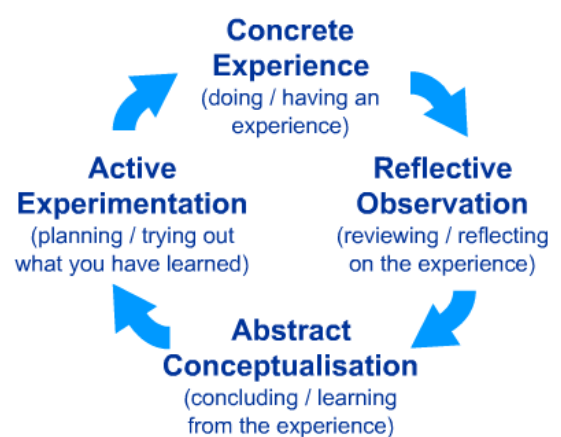 Concrete
Experience
(doing / having an
experience)
Reflective
Observation
(reviewing / reflecting
on the experience)
Abstract
Conceptualisation
(concluding / learning
from the experience)
Active
Experimentation
(planning / trying out
what you have learned)